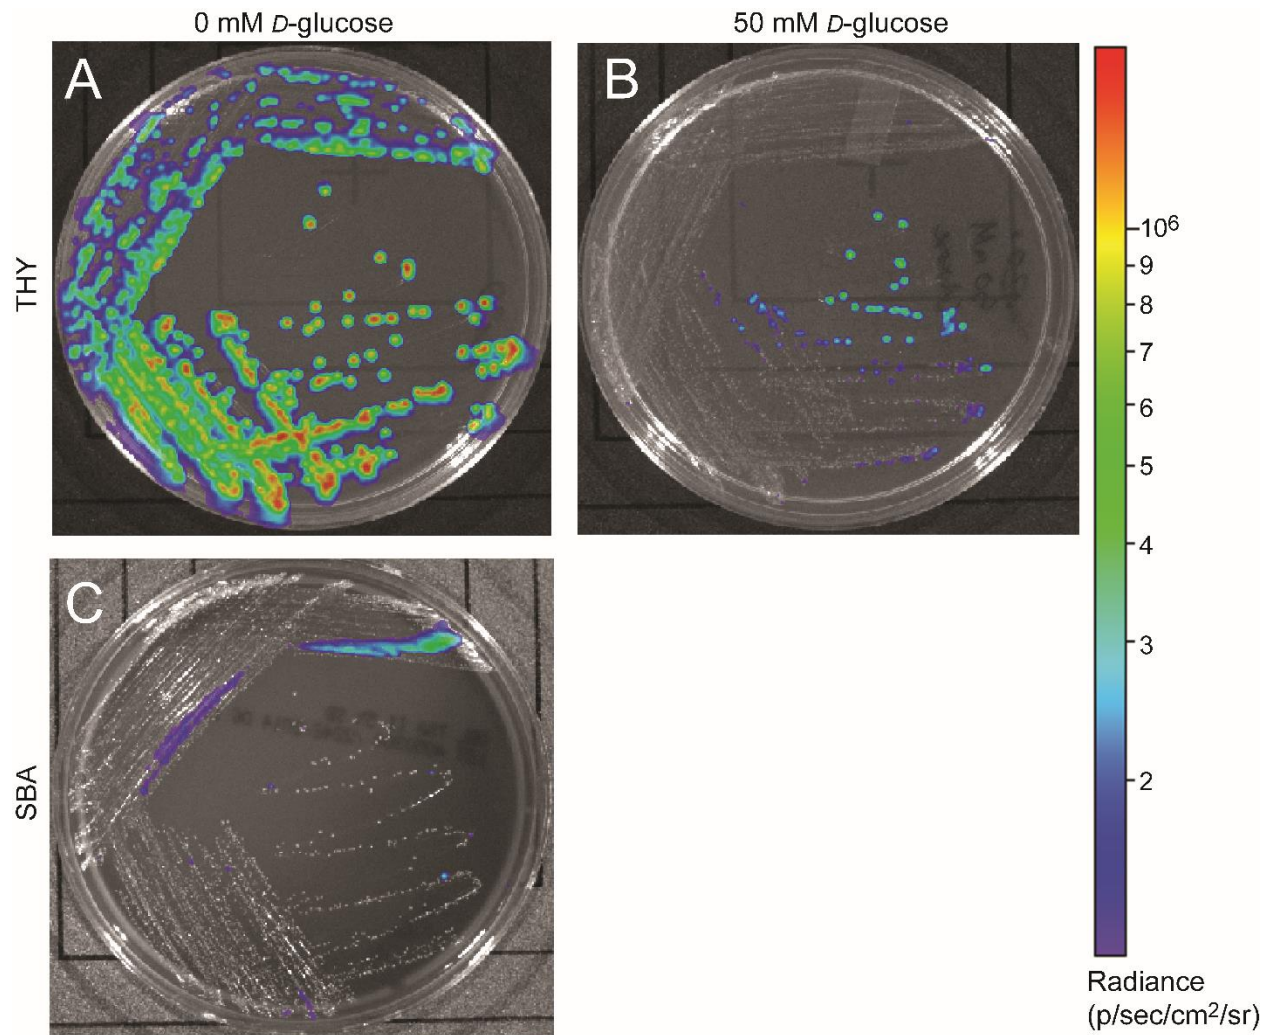 0 mM D-glucose
50 mM D-glucose
A
B
THY
10⁶
9
8
7
6
5
4
3
2
C
SBA
Radiance
(p/sec/cm²/sr)